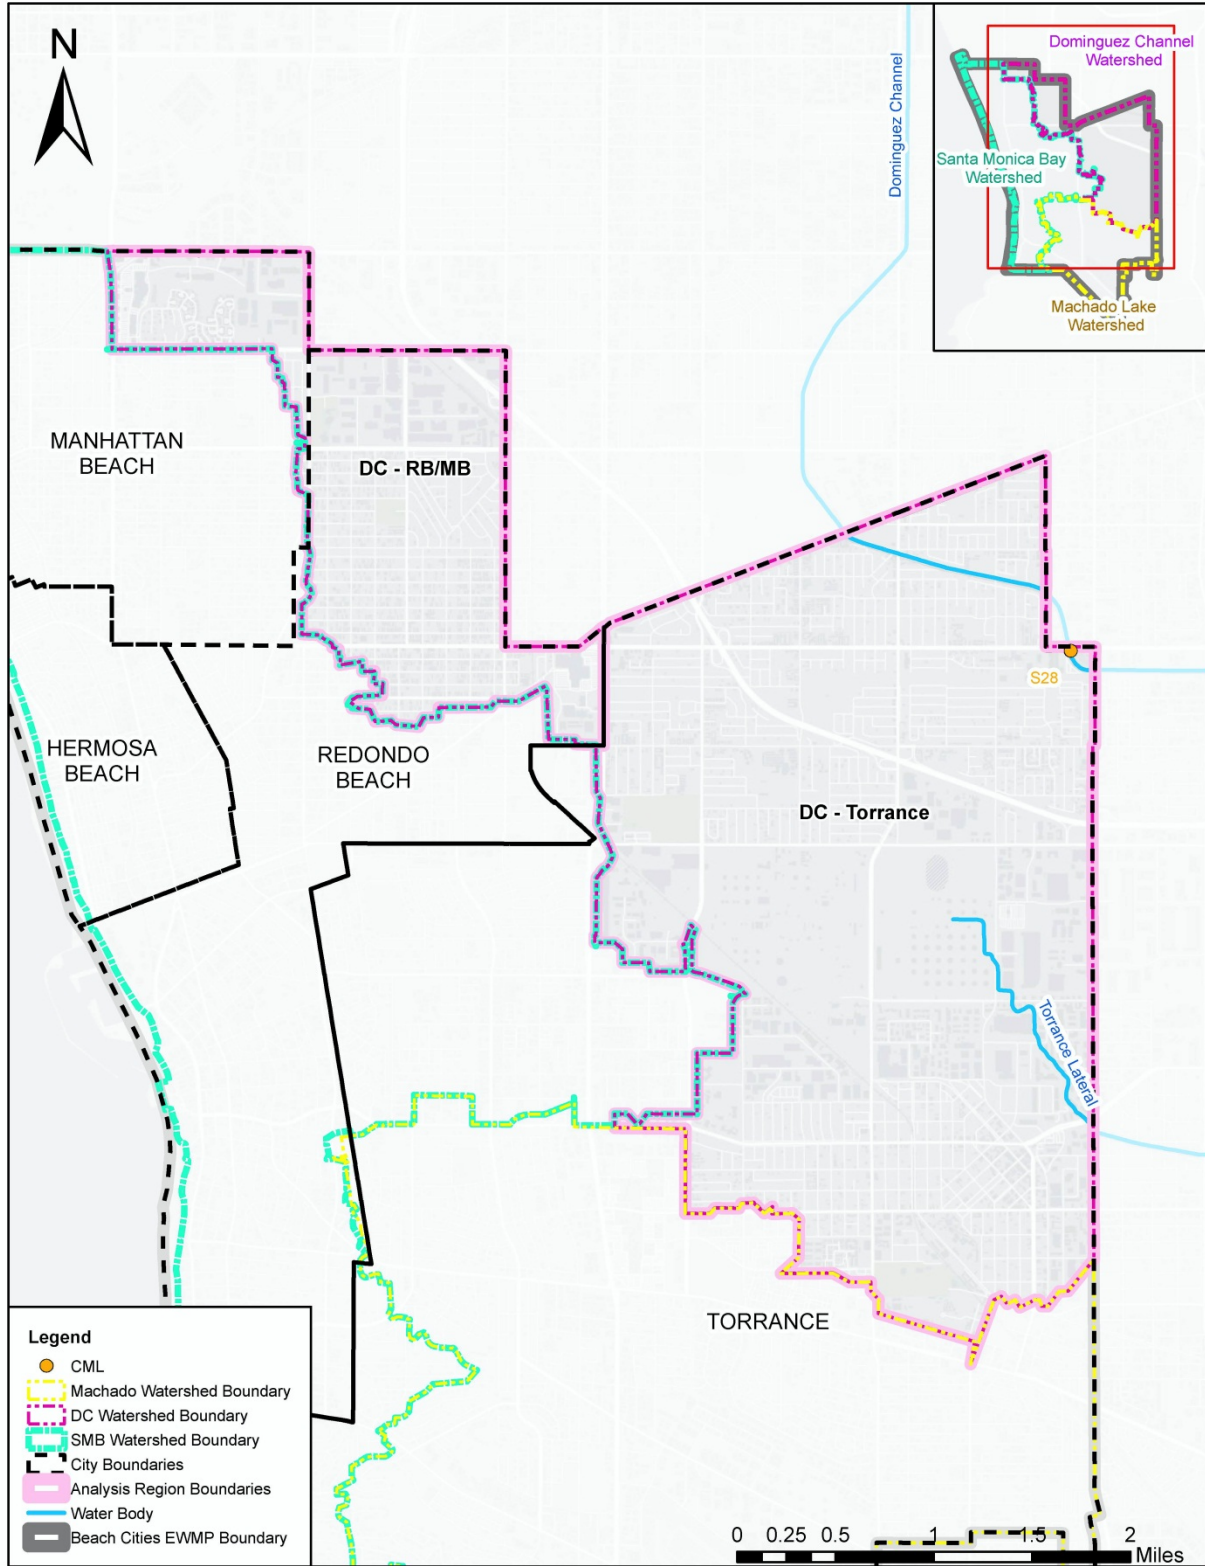 N
Dominguez Channel
Dominguez Channel
Watershed
Santa Monica Bay
Watershed
Machado Lake
Watershed
MANHATTAN
BEACH
DC - RB/MB
S28
HERMOSA
BEACH
REDONDO
BEACH
DC - Torrance
Torrance Lateral
TORRANCE
Legend
CML
Machado Watershed Boundary
DC Watershed Boundary
SMB Watershed Boundary
City Boundaries
Analysis Region Boundaries
Water Body
Beach Cities EWMP Boundary
0 0.25 0.5 1 1.5 2
Miles